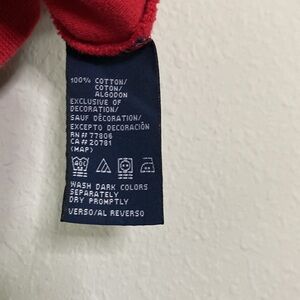 100% COTTON/
COTON/
ALGODON
EXCLUSIVE OF
DECORATION/
SAUF DÉCORATION/
EXCEPTO DECORACIÓN
RN# 77806
CA# 20781
(MAP)
WASH DARK COLORS
SEPARATELY
DRY PROMPTLY
VERSO/AL REVERSO